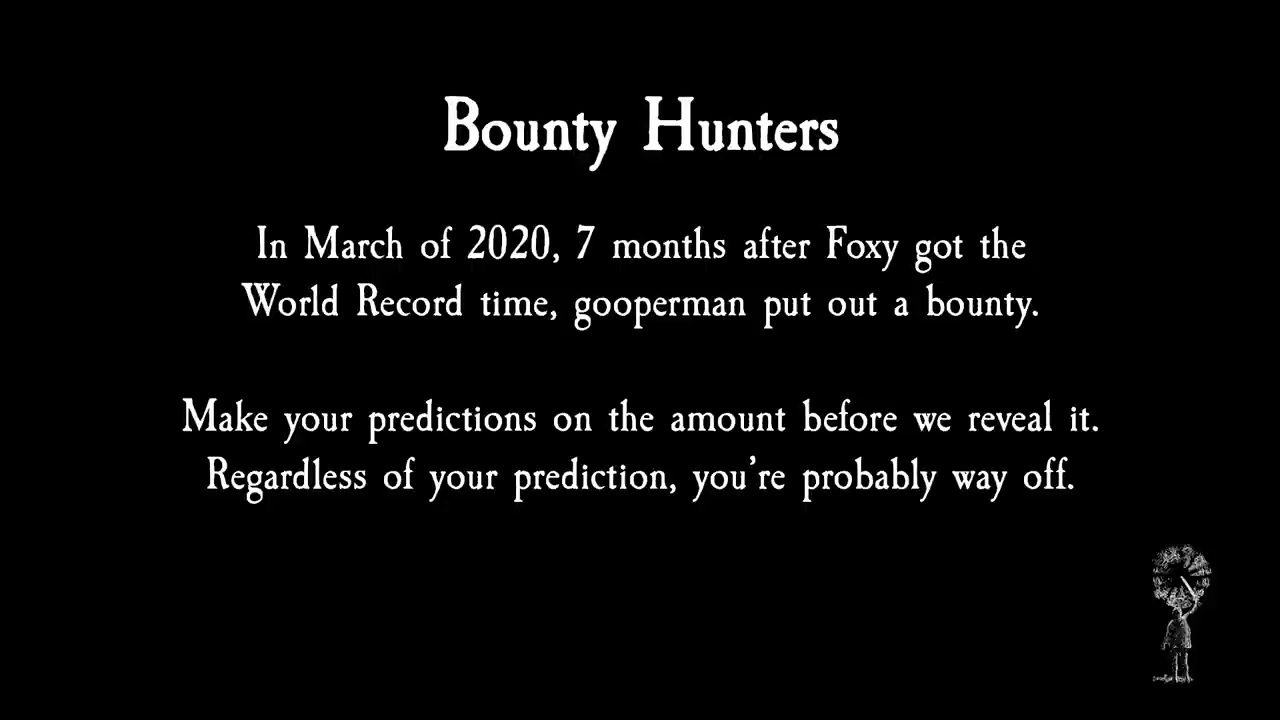 Bounty Hunters
In March of 2020, 7 months after Foxy got the
World Record time, gooperman put out a bounty.
Make your predictions on the amount before we reveal it.
Regardless of your prediction, you're probably way off.